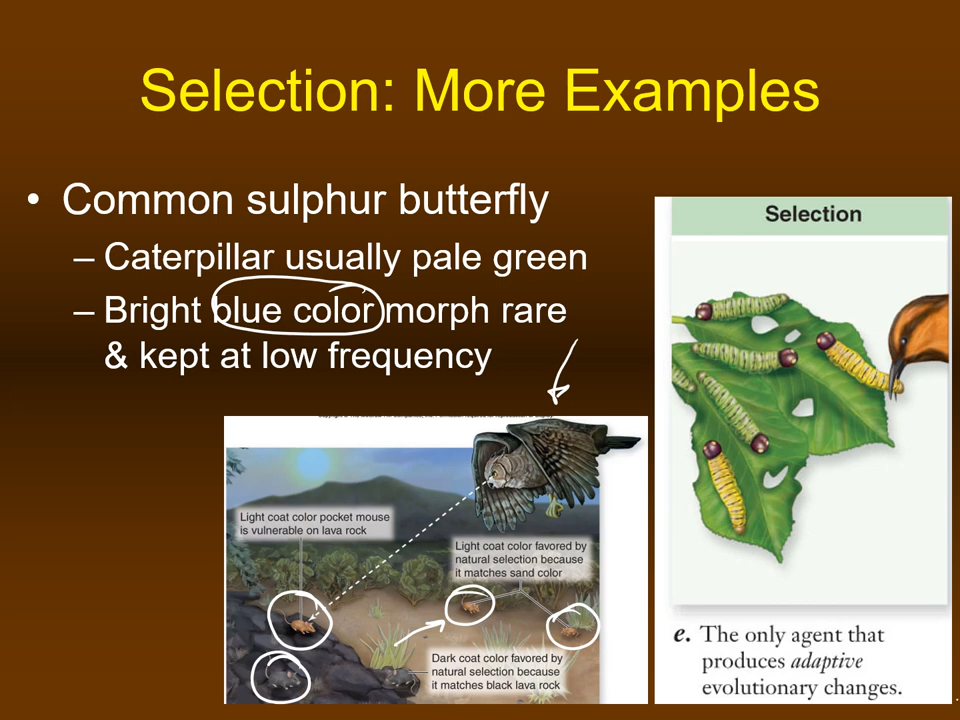 Selection: More Examples
• Common sulphur butterfly
– Caterpillar usually pale green
– Bright blue color morph rare
& kept at low frequency
Light coat color pocket mouse
is vulnerable on lava rock
Light coat color favored by
natural selection because
it matches sand color
Dark coat color favored by
natural selection because
it matches black lava rock
Selection
e. The only agent that
produces adaptive
evolutionary changes.